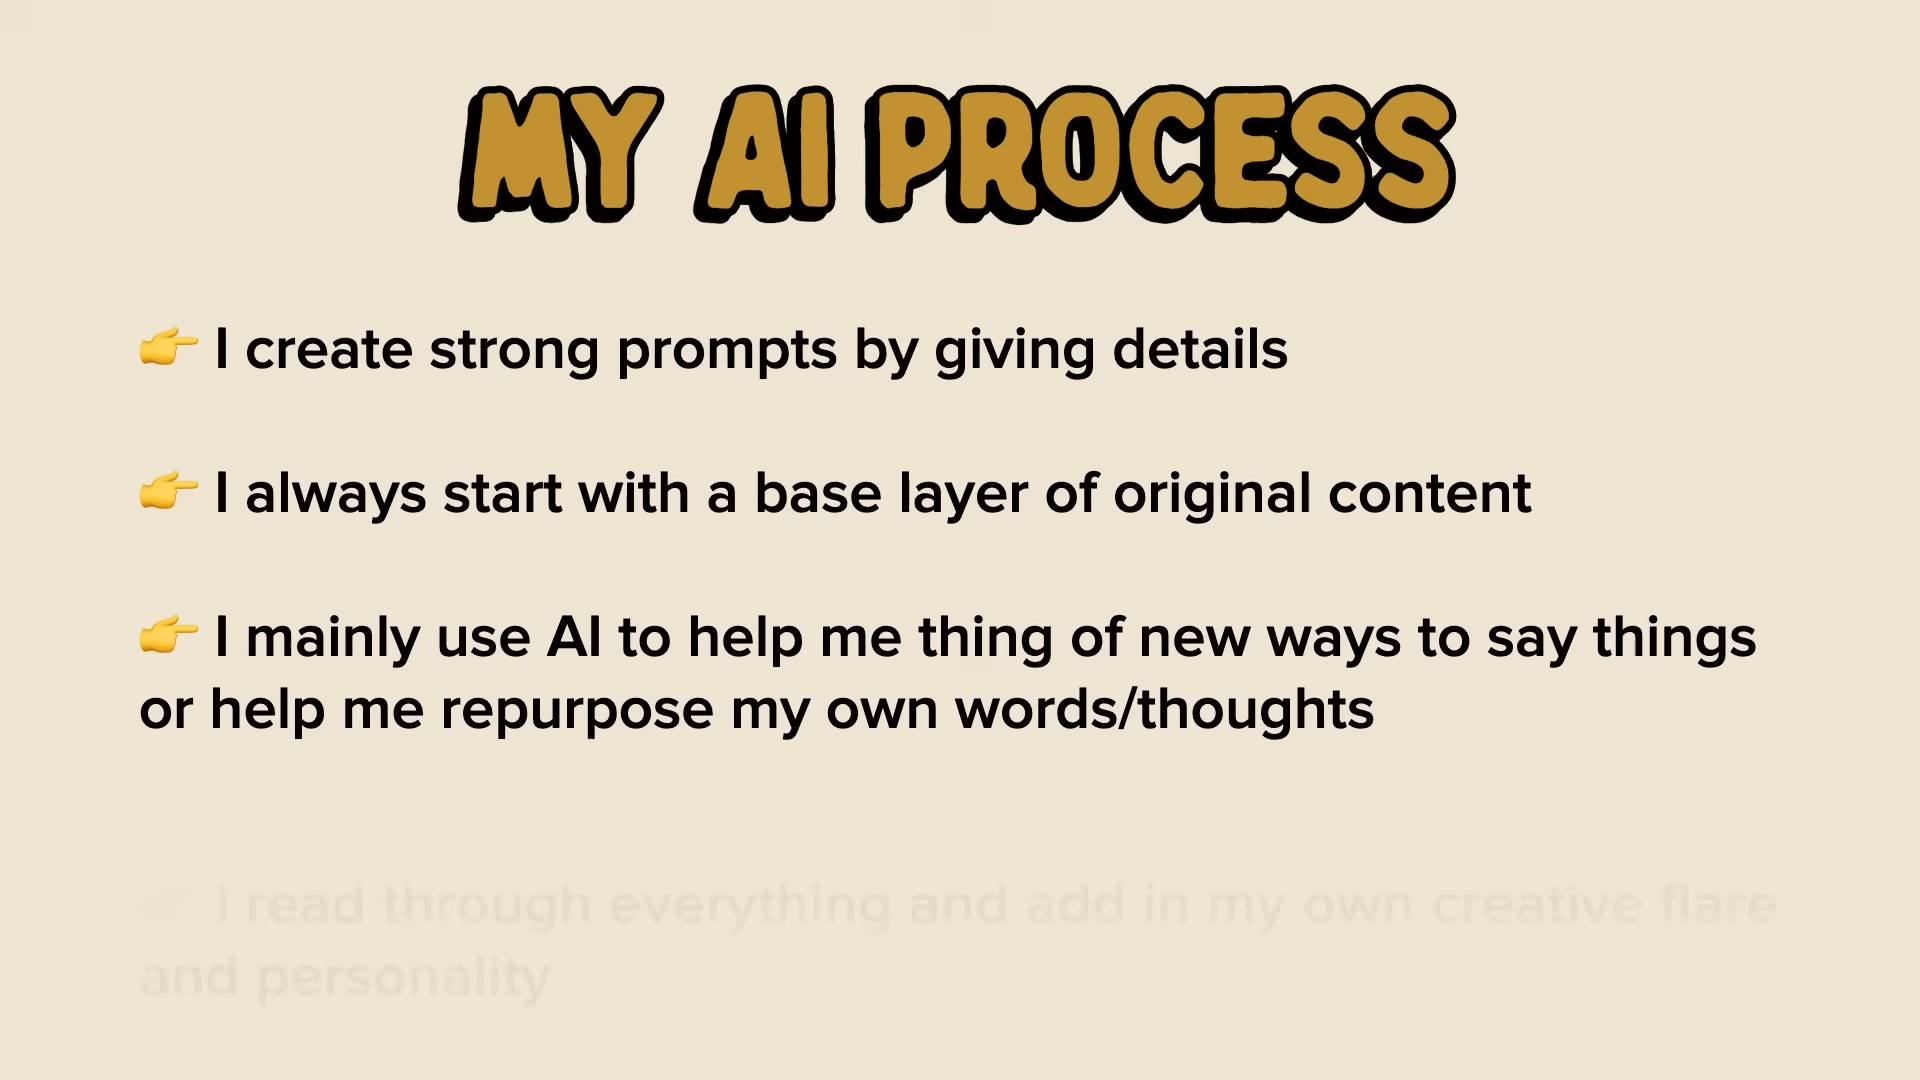 MY AI PROCESS
👉 I create strong prompts by giving details
👉 I always start with a base layer of original content
👉 I mainly use AI to help me thing of new ways to say things
or help me repurpose my own words/thoughts
I read through everything and add in my own creative flare
and personality